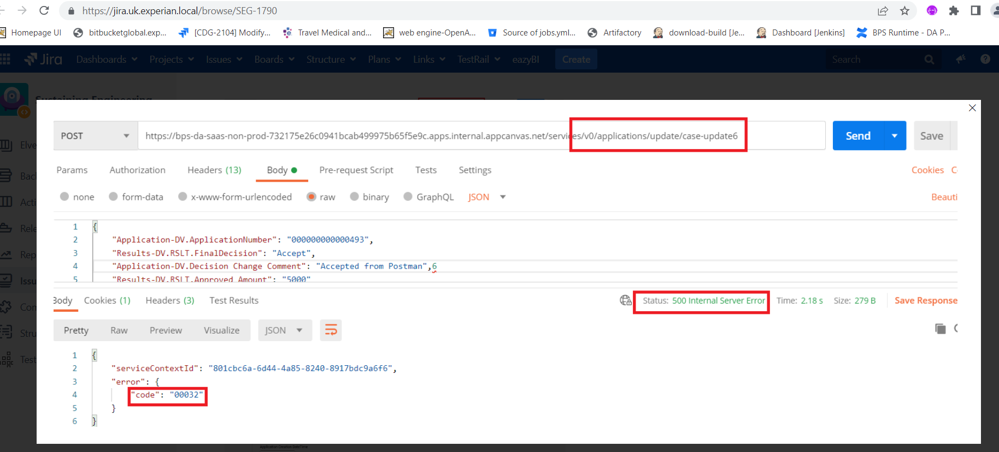 https://jira.uk.experian.local/browse/SEG-1790
Homepage UI bitbucketglobal.exp... [CDG-2104] Modify,... Travel Medical and... web engine-OpenA... Source of jobs.yml... Artifactory download-build [Je... Dashboard [Jenkins] BPS Runtime - DA P...
Jira Dashboards Projects Issues Boards Structure Plans Links TestRail eazyBI Create Search
Sustaining Engineering
POST https://bps-da-saas-non-prod-732175e26c0941bcab499975b65f5e9c.apps.internal.appcanvas.net/services/v0/applications/update/case-update6 Send Save
Params Authorization Headers (13) Body Pre-request Script Tests Settings Cookies C
none form-data x-www-form-urlencoded raw binary GraphQL JSON Beauti
1 {
2 "Application-DV.ApplicationNumber": "000000000000493",
3 "Results-DV.RSLT.FinalDecision": "Accept",
4 "Application-DV.Decision Change Comment": "Accepted from Postman",6
5 "Results-DV.RSLT.Approved Amount": "5000"
Body Cookies (1) Headers (3) Test Results Status: 500 Internal Server Error Time: 2.18 s Size: 279 B Save Response
Pretty Raw Preview Visualize JSON
1 {
2 "serviceContextId": "801cbc6a-6d44-4a85-8240-8917bdc9a6f6",
3 "error": {
4 "code": "00032"
5 }
6 }
Elve
Bac
Acti
Rele
Rep
Issu
Com
Stru
Test
Application Creation Date/Time